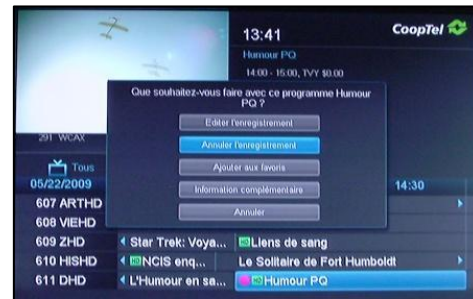 13:41
CoopTel
Humour PQ
14:00 - 15:00, TVY $0.00
Que souhaitez-vous faire avec ce programme Humour
PQ ?
Editer l'enregistrement
Annuler l'enregistrement
Ajouter aux favoris
Information complémentaire
Annuler
291 WCAX
Tous
05/22/2009
14:30
607 ARTHD
608 VIEHD
609 ZHD
Star Trek: Voya...
HD Liens de sang
610 HISHD
HD NCIS enq...
Le Solitaire de Fort Humboldt
611 DHD
L'Humour en sa...
HD Humour PQ